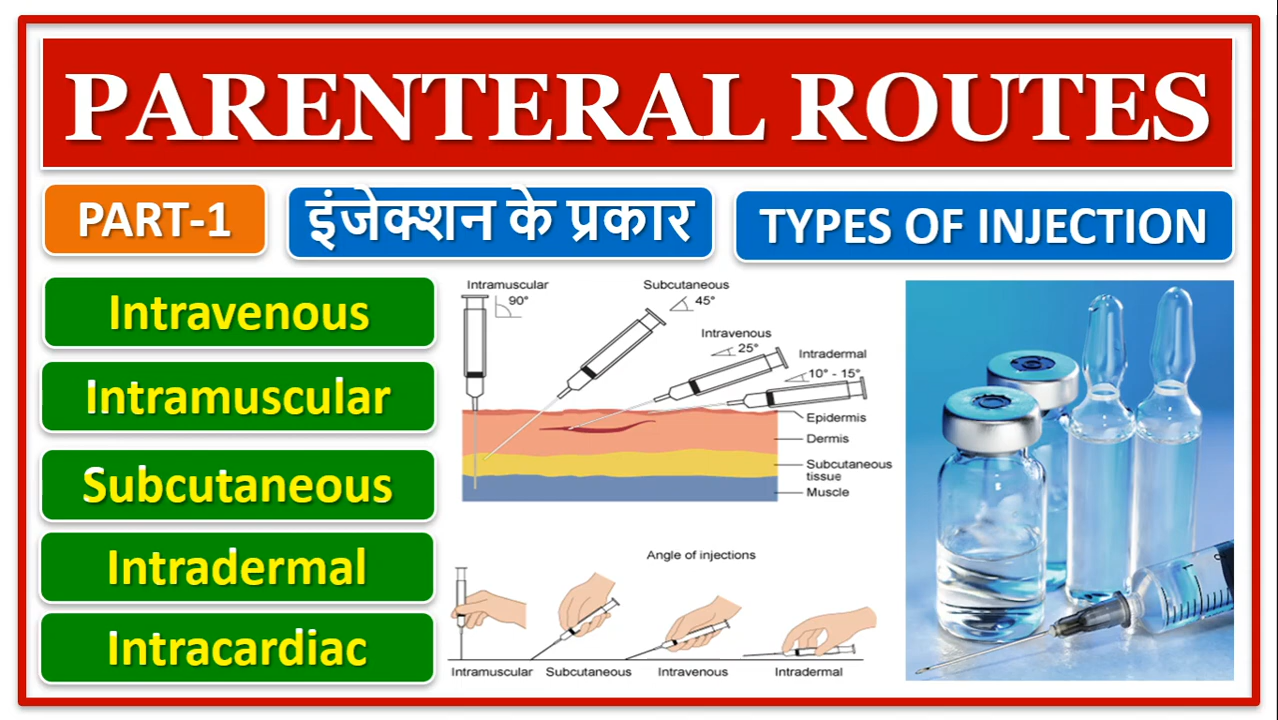 PARENTERAL ROUTES
PART-1
इंजेक्शन के प्रकार
TYPES OF INJECTION
Intravenous
Intramuscular
Subcutaneous
Intradermal
Intracardiac
Intramuscular
90°
Subcutaneous
45°
Intravenous
25°
Intradermal
10° - 15°
Epidermis
Dermis
Subcutaneous
tissue
Muscle
Angle of injections
Intramuscular
Subcutaneous
Intravenous
Intradermal